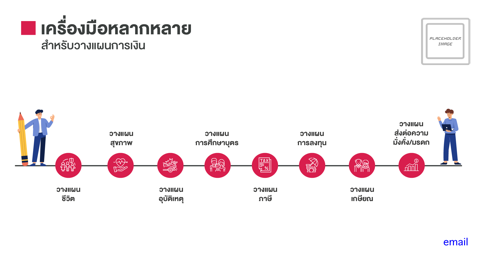 เครื่องมือหลากหลาย
สำหรับวางแผนการเงิน
PLACEHOLDER
IMAGE
วางแผน
ชีวิต
วางแผน
สุขภาพ
วางแผน
อุบัติเหตุ
วางแผน
การศึกษาบุตร
วางแผน
ภาษี
วางแผน
การลงทุน
วางแผน
เกษียณ
วางแผน
ส่งต่อความ
มั่งคั่ง/มรดก
email